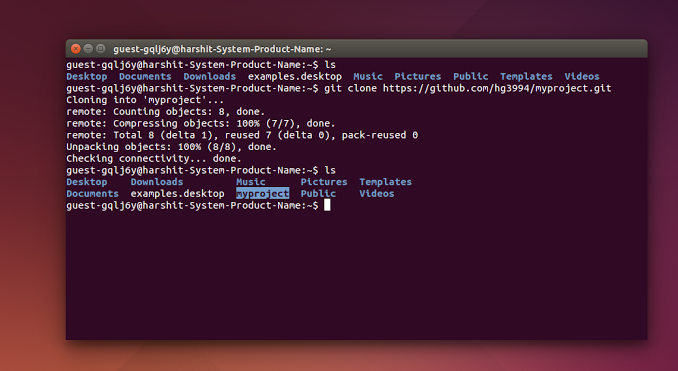 guest-gqlj6y@harshit-System-Product-Name: ~
guest-gqlj6y@harshit-System-Product-Name:~$ ls
Desktop  Documents  Downloads  examples.desktop  Music  Pictures  Public  Templates  Videos
guest-gqlj6y@harshit-System-Product-Name:~$ git clone https://github.com/hg3994/myproject.git
Cloning into 'myproject'...
remote: Counting objects: 8, done.
remote: Compressing objects: 100% (7/7), done.
remote: Total 8 (delta 1), reused 7 (delta 0), pack-reused 0
Unpacking objects: 100% (8/8), done.
Checking connectivity... done.
guest-gqlj6y@harshit-System-Product-Name:~$ ls
Desktop    Downloads         Music      Pictures  Templates
Documents  examples.desktop  myproject  Public    Videos
guest-gqlj6y@harshit-System-Product-Name:~$